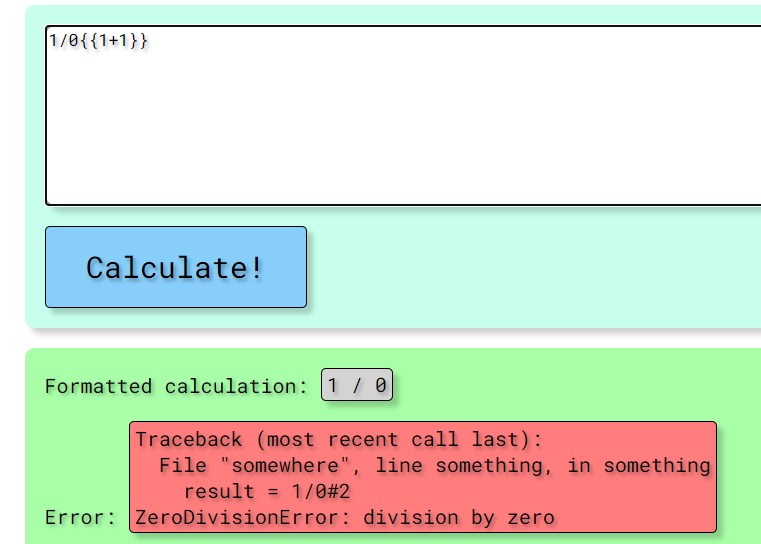 1/0{{1+1}}
Calculate!
Formatted calculation: 1 / 0
Traceback (most recent call last):
  File "somewhere", line something, in something
    result = 1/0#2
Error: ZeroDivisionError: division by zero